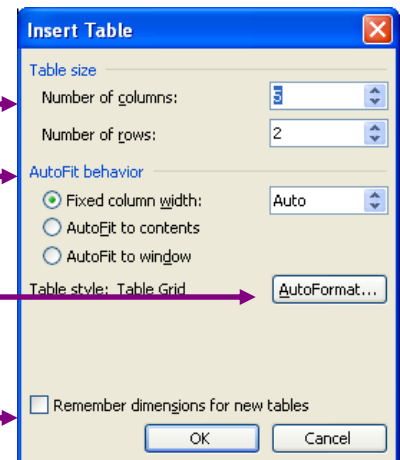 Insert Table
Table size
Number of columns: 5
Number of rows: 2
AutoFit behavior
Fixed column width: Auto
AutoFit to contents
AutoFit to window
Table style: Table Grid AutoFormat...
Remember dimensions for new tables
OK Cancel